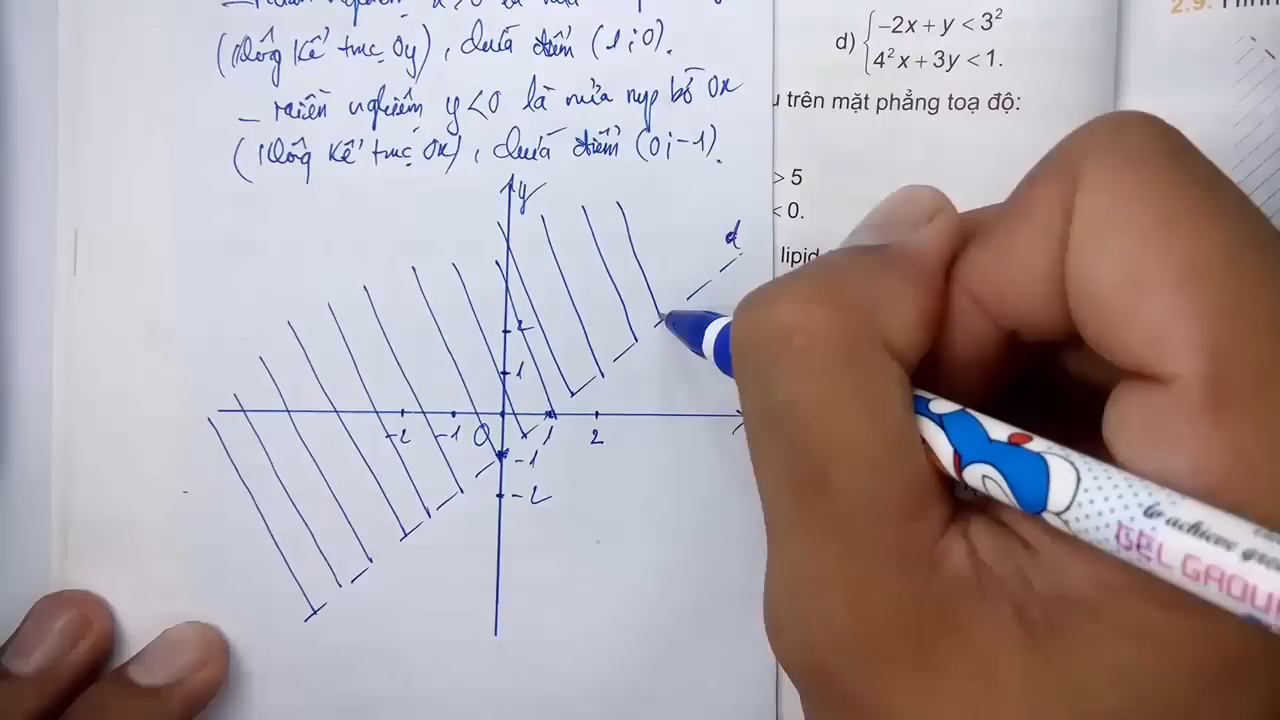 (không kể trục Oy), chứa điểm (1;0).
– miền nghiệm y<0 là nửa mp bờ Ox
(không kể trục Ox), chứa điểm (0;-1).
y
d
2
1
-2 -1 O 1 2
-1
-2
d) -2x + y < 3²
4²x + 3y < 1.
trên mặt phẳng toạ độ:
> 5
< 0.
lipid
2.9.
GEL